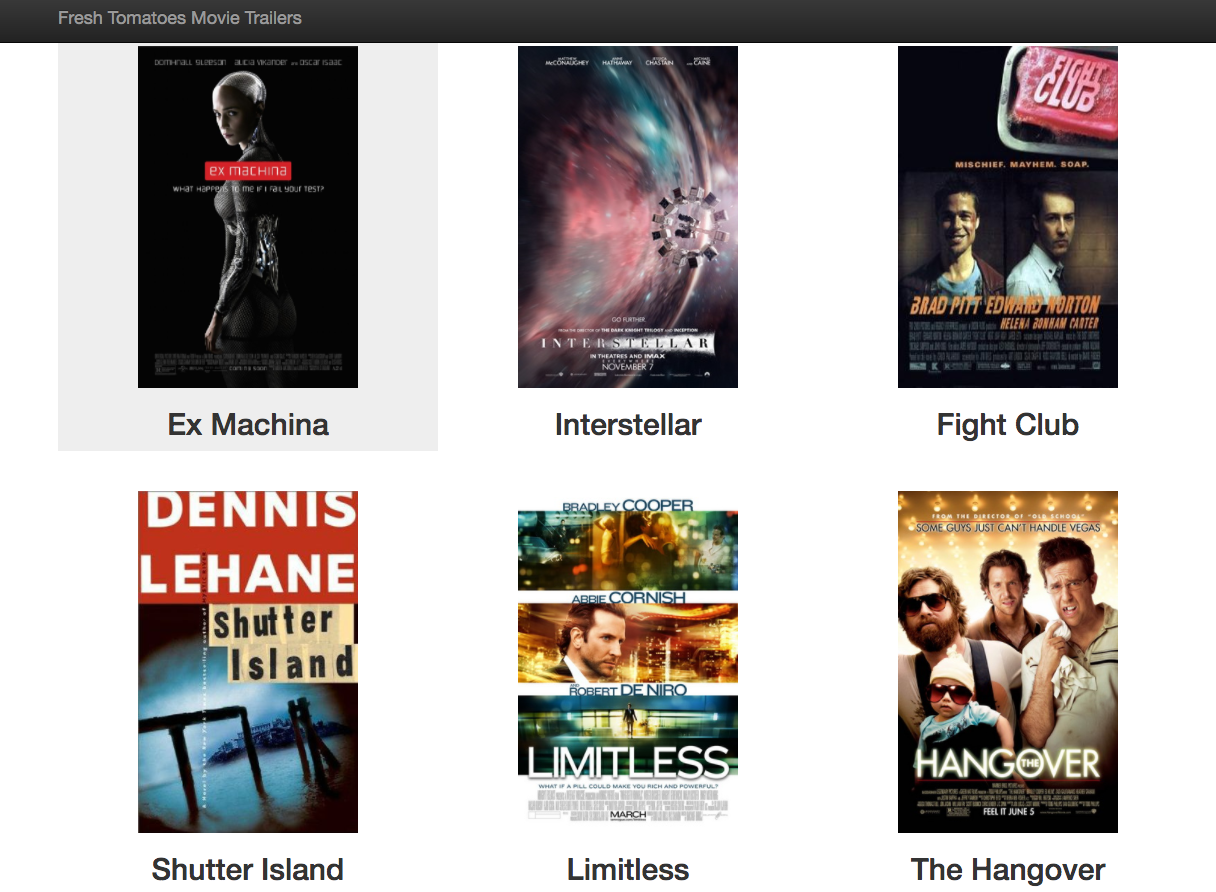 Fresh Tomatoes Movie Trailers
DOMHNALL GLEESON ALICIA VIKANDER AND OSCAR ISAAC
EX MACHINA
WHAT HAPPENS TO ME IF I FAIL YOUR TEST?
COMING SOON
Ex Machina
MATTHEW McCONAUGHEY ANNE HATHAWAY JESSICA CHASTAIN MICHAEL CAINE
GO FURTHER.
FROM THE DIRECTOR OF THE DARK KNIGHT TRILOGY AND INCEPTION
INTERSTELLAR
IN THEATRES AND IMAX
EVERYWHERE
NOVEMBER 7
Interstellar
FIGHT
CLUB
MISCHIEF. MAYHEM. SOAP.
BRAD PITT EDWARD NORTON
HELENA BONHAM CARTER
Fight Club
DENNIS
LEHANE
Shutter
Island
Shutter Island
BRADLEY COOPER
ABBIE CORNISH
AND ROBERT DE NIRO
LIMITLESS
WHAT IF A PILL COULD MAKE YOU RICH AND POWERFUL?
MARCH
Limitless
FROM THE DIRECTOR OF "OLD SCHOOL"
SOME GUYS JUST CAN'T HANDLE VEGAS
THE HANGOVER
FEEL IT JUNE 5
The Hangover